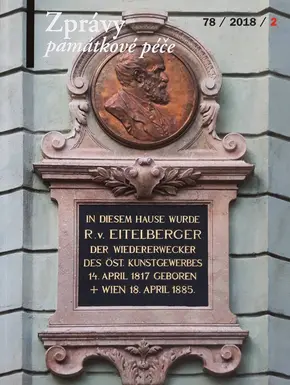 Zprávy
památkové péče
78 / 2018 / 2
IN DIESEM HAUSE WURDE
R. v. EITELBERGER
DER WIEDERERWECKER
DES ÖST. KUNSTGEWERBES
14. APRIL 1817 GEBOREN
+ WIEN 18. APRIL 1885.